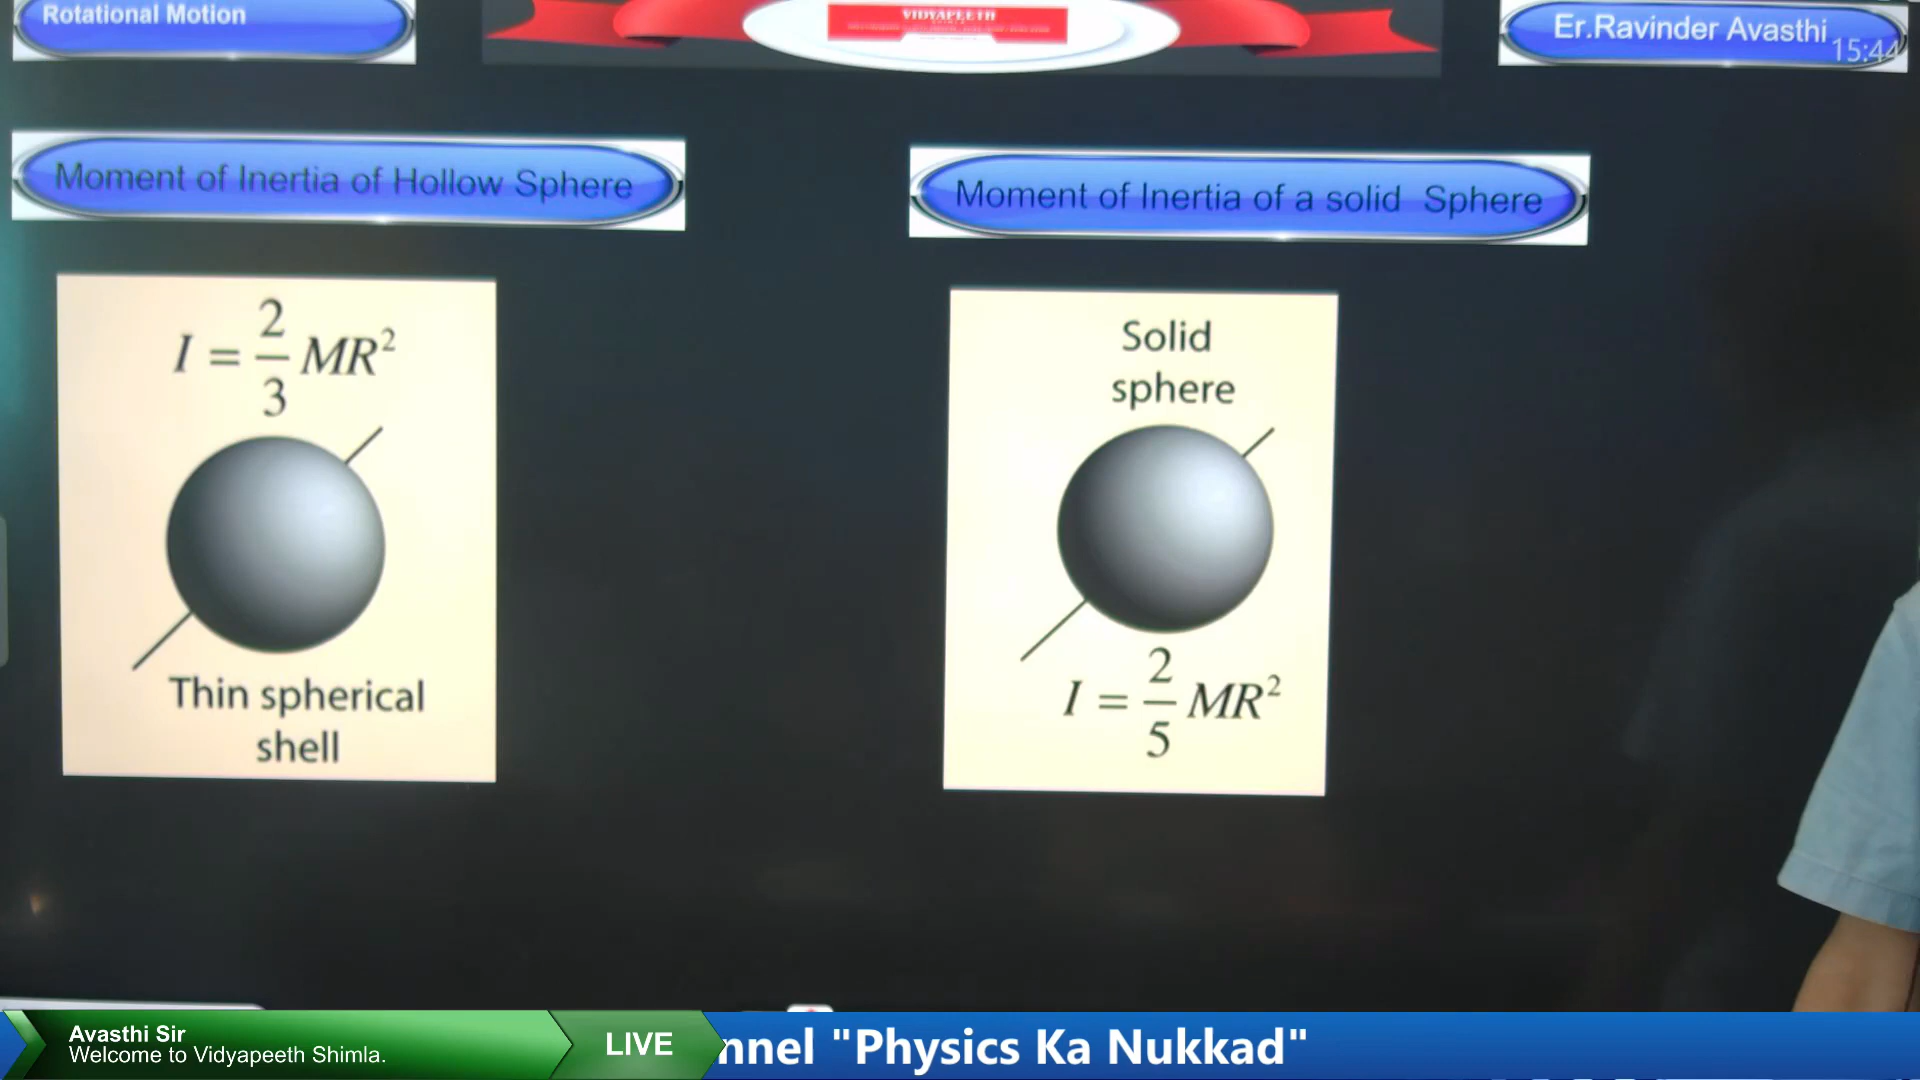 Rotational Motion
VIDYAPEETH
Er.Ravinder Avasthi
15:44
Moment of Inertia of Hollow Sphere
Moment of Inertia of a solid Sphere
I = 2/3 MR²
Thin spherical
shell
Solid
sphere
I = 2/5 MR²
Avasthi Sir
Welcome to Vidyapeeth Shimla.
LIVE
nnel "Physics Ka Nukkad"